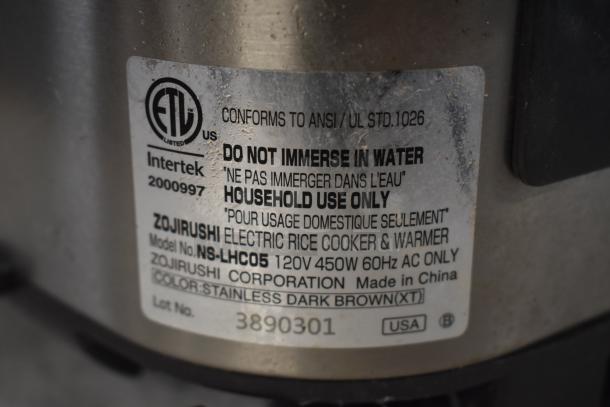 ETL
LISTED
US
CONFORMS TO ANSI / UL STD.1026
Intertek
2000997
DO NOT IMMERSE IN WATER
"NE PAS IMMERGER DANS L'EAU"
HOUSEHOLD USE ONLY
"POUR USAGE DOMESTIQUE SEULEMENT"
ZOJIRUSHI ELECTRIC RICE COOKER & WARMER
Model No. NS-LHC05 120V 450W 60Hz AC ONLY
ZOJIRUSHI CORPORATION Made in China
COLOR:STAINLESS DARK BROWN(XT)
Lot No. 3890301 USA B